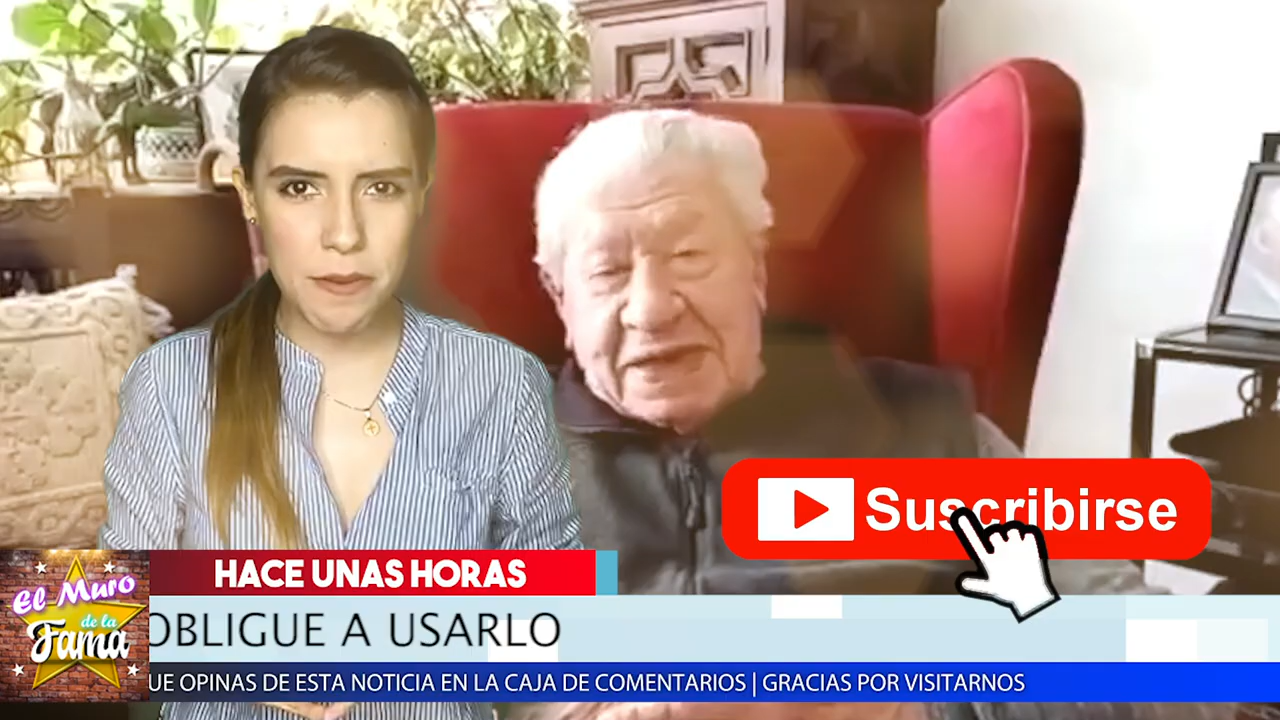 Suscribirse
HACE UNAS HORAS
El Muro
de la
Fama
OBLIGUE A USARLO
UE OPINAS DE ESTA NOTICIA EN LA CAJA DE COMENTARIOS | GRACIAS POR VISITARNOS